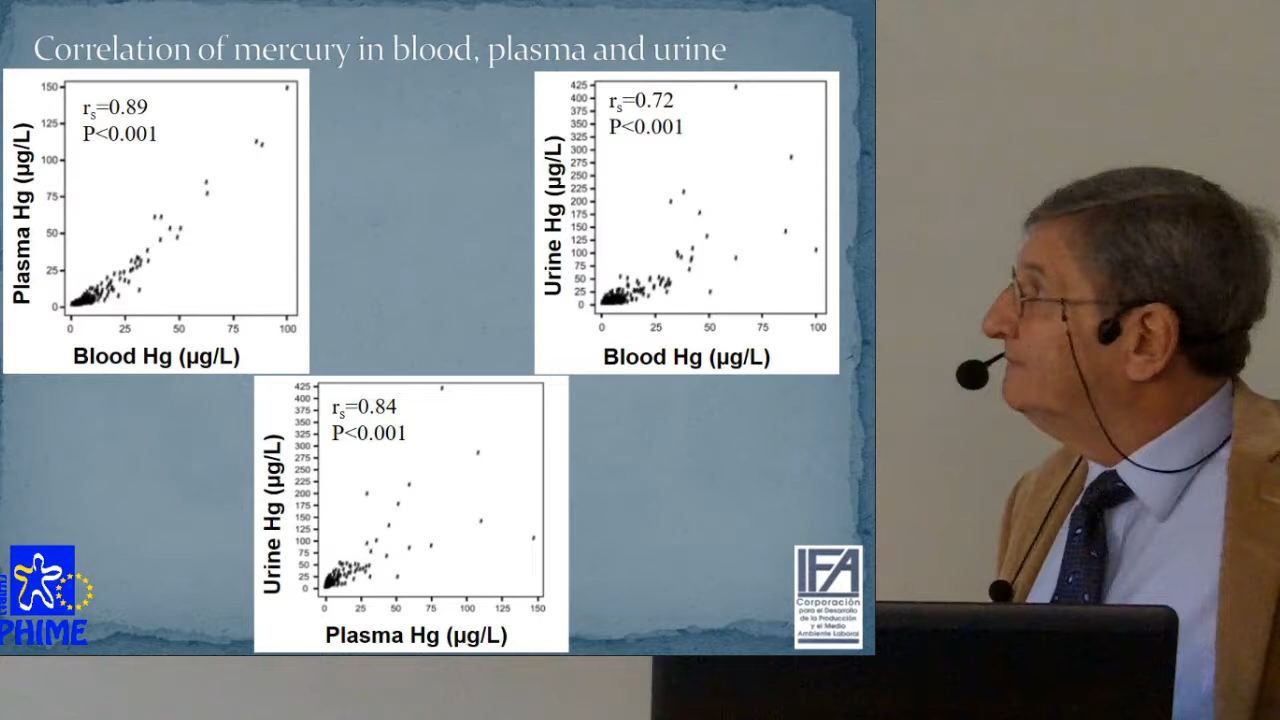 Correlation of mercury in blood, plasma and urine
rₛ=0.89
P<0.001
150
125
100
75
50
25
0
Plasma Hg (µg/L)
0 25 50 75 100
Blood Hg (µg/L)
rₛ=0.72
P<0.001
425
400
375
350
325
300
275
250
225
200
175
150
125
100
75
50
25
0
Urine Hg (µg/L)
0 25 50 75 100
Blood Hg (µg/L)
rₛ=0.84
P<0.001
425
400
375
350
325
300
275
250
225
200
175
150
125
100
75
50
25
0
Urine Hg (µg/L)
0 25 50 75 100 150
Plasma Hg (µg/L)
PHIME
IFA
Corporación
para el Desarrollo
de la Producción
y el Medio
Ambiente Laboral